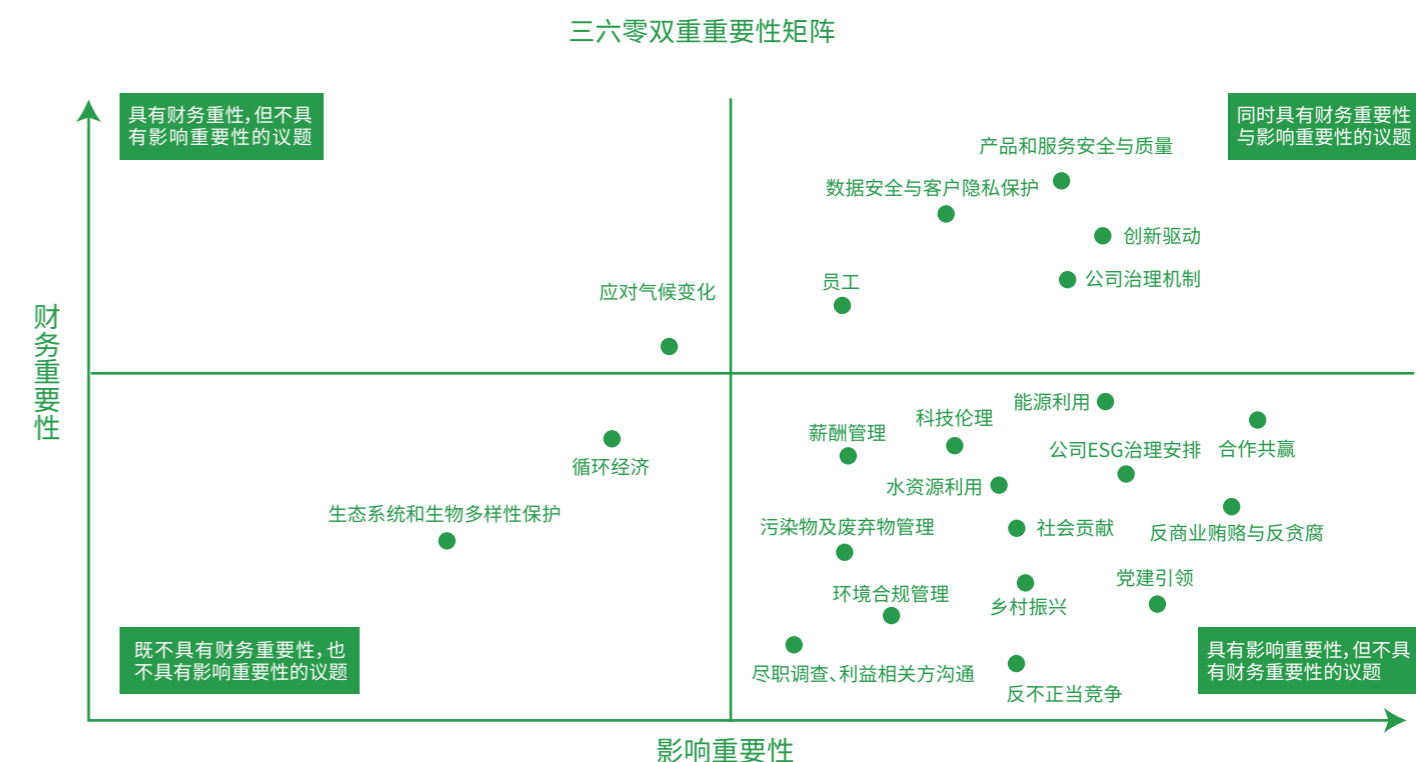 三六零双重重要性矩阵
具有财务重性，但不具
有影响重要性的议题
同时具有财务重要性
与影响重要性的议题
产品和服务安全与质量
数据安全与客户隐私保护
创新驱动
公司治理机制
员工
应对气候变化
财务重要性
能源利用
科技伦理
薪酬管理
公司ESG治理安排
合作共赢
循环经济
水资源利用
生态系统和生物多样性保护
污染物及废弃物管理
社会贡献
反商业贿赂与反贪腐
党建引领
环境合规管理
乡村振兴
既不具有财务重要性，也
不具有影响重要性的议题
具有影响重要性，但不具
有财务重要性的议题
尽职调查、利益相关方沟通
反不正当竞争
影响重要性